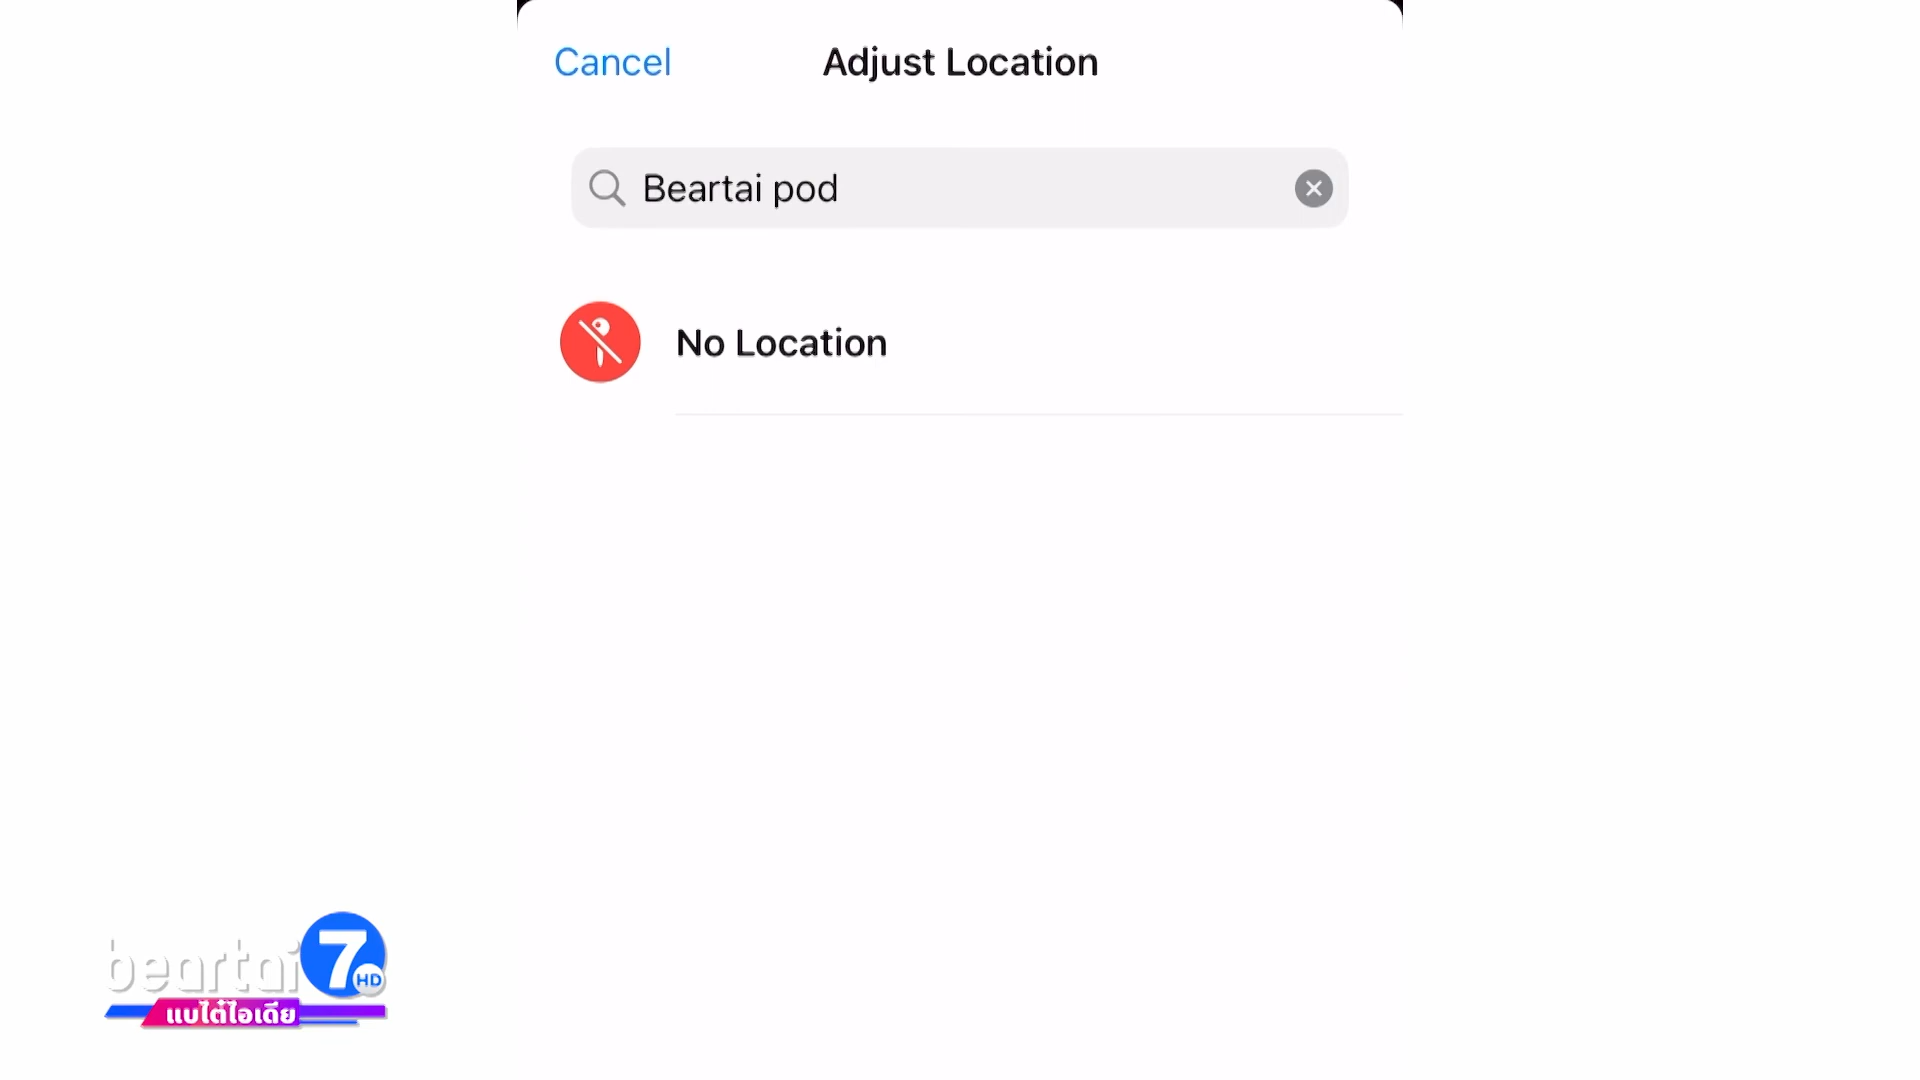 Cancel
Adjust Location
Beartai pod
No Location
beartai
7
HD
แบไต๋ไอเดีย